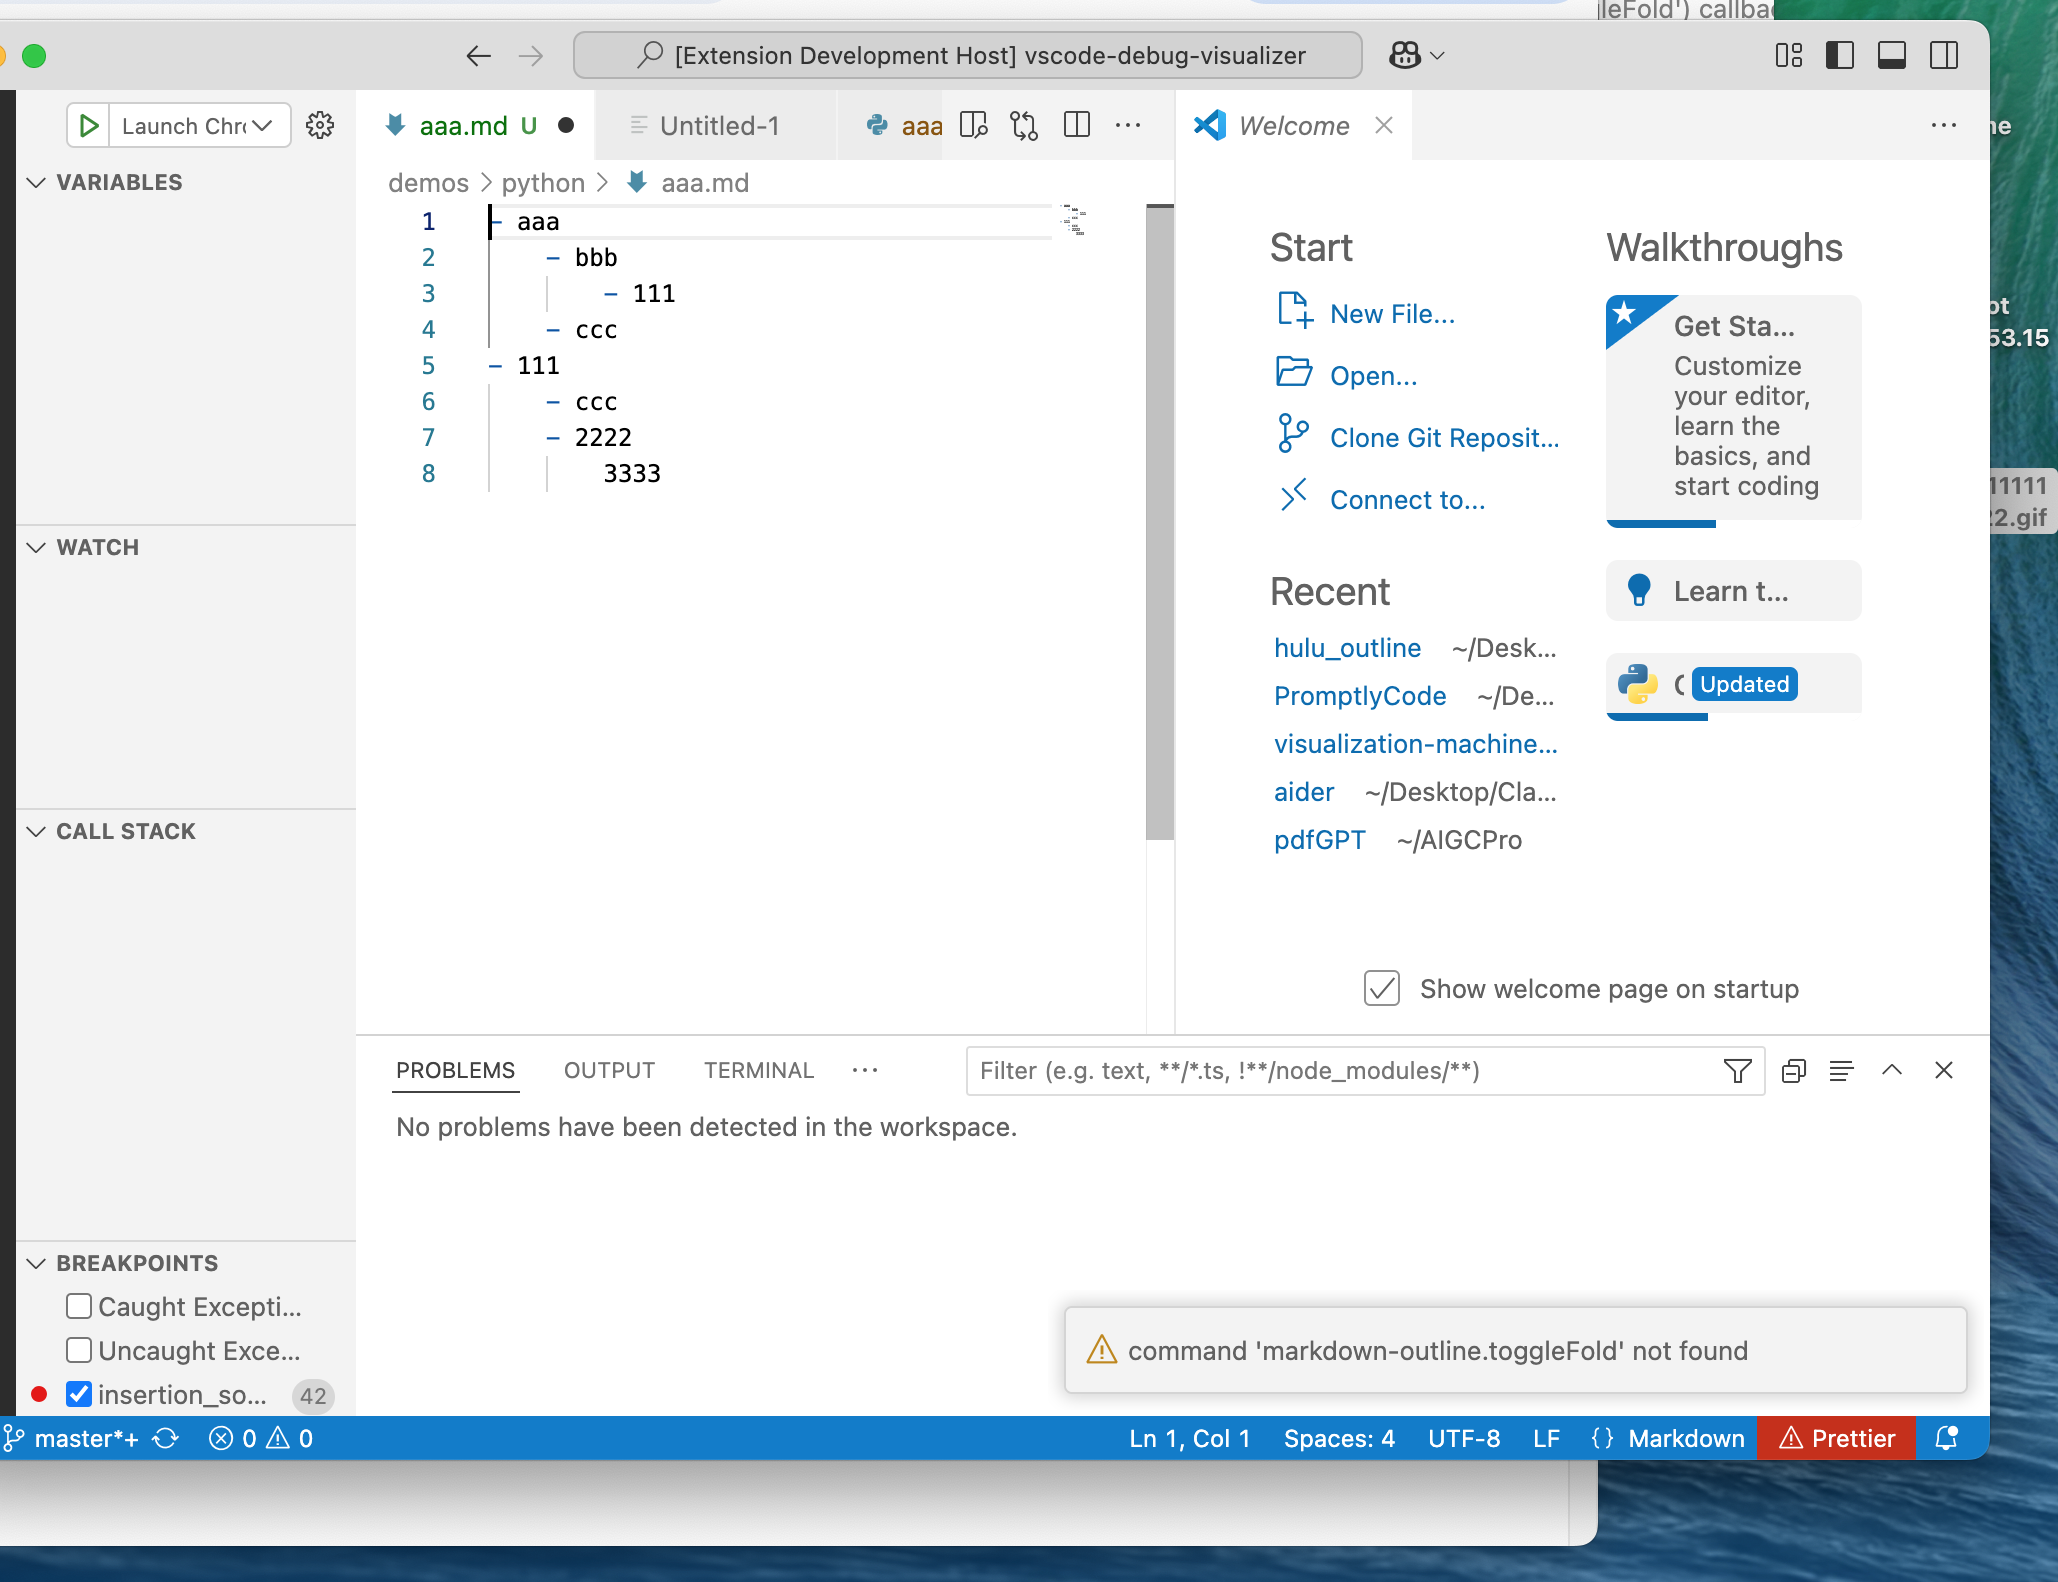 leFold') callba
[Extension Development Host] vscode-debug-visualizer
Launch Chr
aaa.md U
Untitled-1
aaa
Welcome
VARIABLES
demos > python > aaa.md
1 - aaa
2 - bbb
3 - 111
4 - ccc
5 - 111
6 - ccc
7 - 2222
8 3333
WATCH
CALL STACK
BREAKPOINTS
Caught Excepti...
Uncaught Exce...
insertion_so... 42
Start
New File...
Open...
Clone Git Reposit...
Connect to...
Recent
hulu_outline ~/Desk...
PromptlyCode ~/De...
visualization-machine...
aider ~/Desktop/Cla...
pdfGPT ~/AIGCPro
Walkthroughs
Get Sta...
Customize
your editor,
learn the
basics, and
start coding
Learn t...
Updated
Show welcome page on startup
PROBLEMS OUTPUT TERMINAL ...
Filter (e.g. text, **/*.ts, !**/node_modules/**)
No problems have been detected in the workspace.
command 'markdown-outline.toggleFold' not found
master*+ 0 0
Ln 1, Col 1 Spaces: 4 UTF-8 LF {} Markdown Prettier
53.15
11111
22.gif